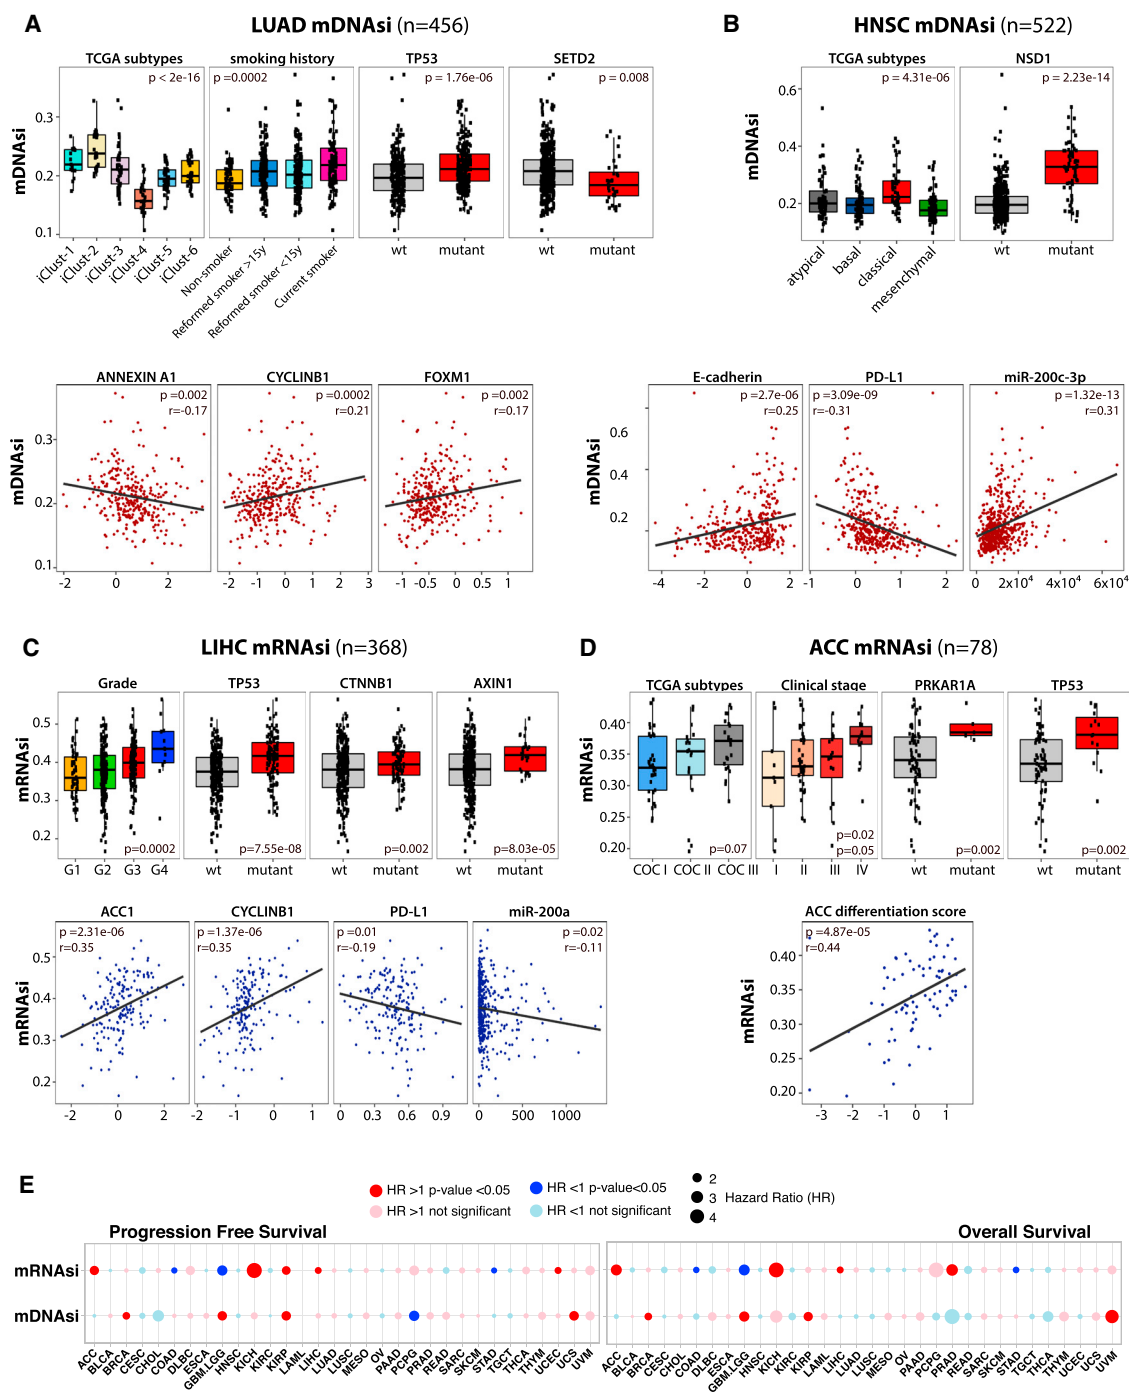 A
LUAD mDNAsi (n=456)
TCGA subtypes
smoking history
TP53
SETD2
p < 2e-16
p =0.0002
p = 1.76e-06
p = 0.008
mDNAsi
0.3
0.2
0.1
iClust-1
iClust-2
iClust-3
iClust-4
iClust-5
iClust-6
Non-smoker
Reformed smoker >15y
Reformed smoker <15y
Current smoker
wt
mutant
wt
mutant
ANNEXIN A1
CYCLINB1
FOXM1
p =0.002
r=-0.17
p =0.0002
r=0.21
p =0.002
r=0.17
mDNAsi
0.3
0.2
0.1
-2 0 2
-2 -1 0 1 2 3
-1 -0.5 0 0.5 1
B
HNSC mDNAsi (n=522)
TCGA subtypes
NSD1
p = 4.31e-06
p = 2.23e-14
mDNAsi
0.6
0.4
0.2
atypical
basal
classical
mesenchymal
wt
mutant
E-cadherin
PD-L1
miR-200c-3p
p =2.7e-06
r=0.25
p =3.09e-09
r=-0.31
p =1.32e-13
r=0.31
mDNAsi
0.6
0.4
0.2
-4 -2 0 2
-1 0 1 2
0 2x10⁴ 4x10⁴ 6x10⁴
C
LIHC mRNAsi (n=368)
Grade
TP53
CTNNB1
AXIN1
mRNAsi
0.5
0.4
0.3
0.2
p=0.0002
p=7.55e-08
p=0.002
p=8.03e-05
G1 G2 G3 G4
wt mutant
wt mutant
wt mutant
ACC1
CYCLINB1
PD-L1
miR-200a
p =2.31e-06
r=0.35
p =1.37e-06
r=0.35
p =0.01
r=-0.19
p =0.02
r=-0.11
mRNAsi
0.5
0.4
0.3
0.2
-2 0 2
-2 -1 0 1
0 0.3 0.6 0.9
0 500 1000
D
ACC mRNAsi (n=78)
TCGA subtypes
Clinical stage
PRKAR1A
TP53
mRNAsi
0.40
0.35
0.30
0.25
0.20
p=0.07
p=0.02
p=0.05
p=0.002
p=0.002
COC I COC II COC III
I II III IV
wt mutant
wt mutant
ACC differentiation score
p =4.87e-05
r=0.44
mRNAsi
0.40
0.35
0.30
0.25
0.20
-3 -2 -1 0 1
E
HR >1 p-value <0.05
HR <1 p-value<0.05
HR >1 not significant
HR <1 not significant
2
3 Hazard Ratio (HR)
4
Progression Free Survival
Overall Survival
mRNAsi
mDNAsi
ACC
BLCA
BRCA
CESC
CHOL
COAD
DLBC
ESCA
GBM.LGG
HNSC
KICH
KIRC
KIRP
LAML
LIHC
LUAD
LUSC
MESO
OV
PAAD
PCPG
PRAD
READ
SARC
SKCM
STAD
TGCT
THCA
THYM
UCEC
UCS
UVM
ACC
BLCA
BRCA
CESC
CHOL
COAD
DLBC
ESCA
GBM.LGG
HNSC
KICH
KIRC
KIRP
LAML
LIHC
LUAD
LUSC
MESO
OV
PAAD
PCPG
PRAD
READ
SARC
SKCM
STAD
TGCT
THCA
THYM
UCEC
UCS
UVM